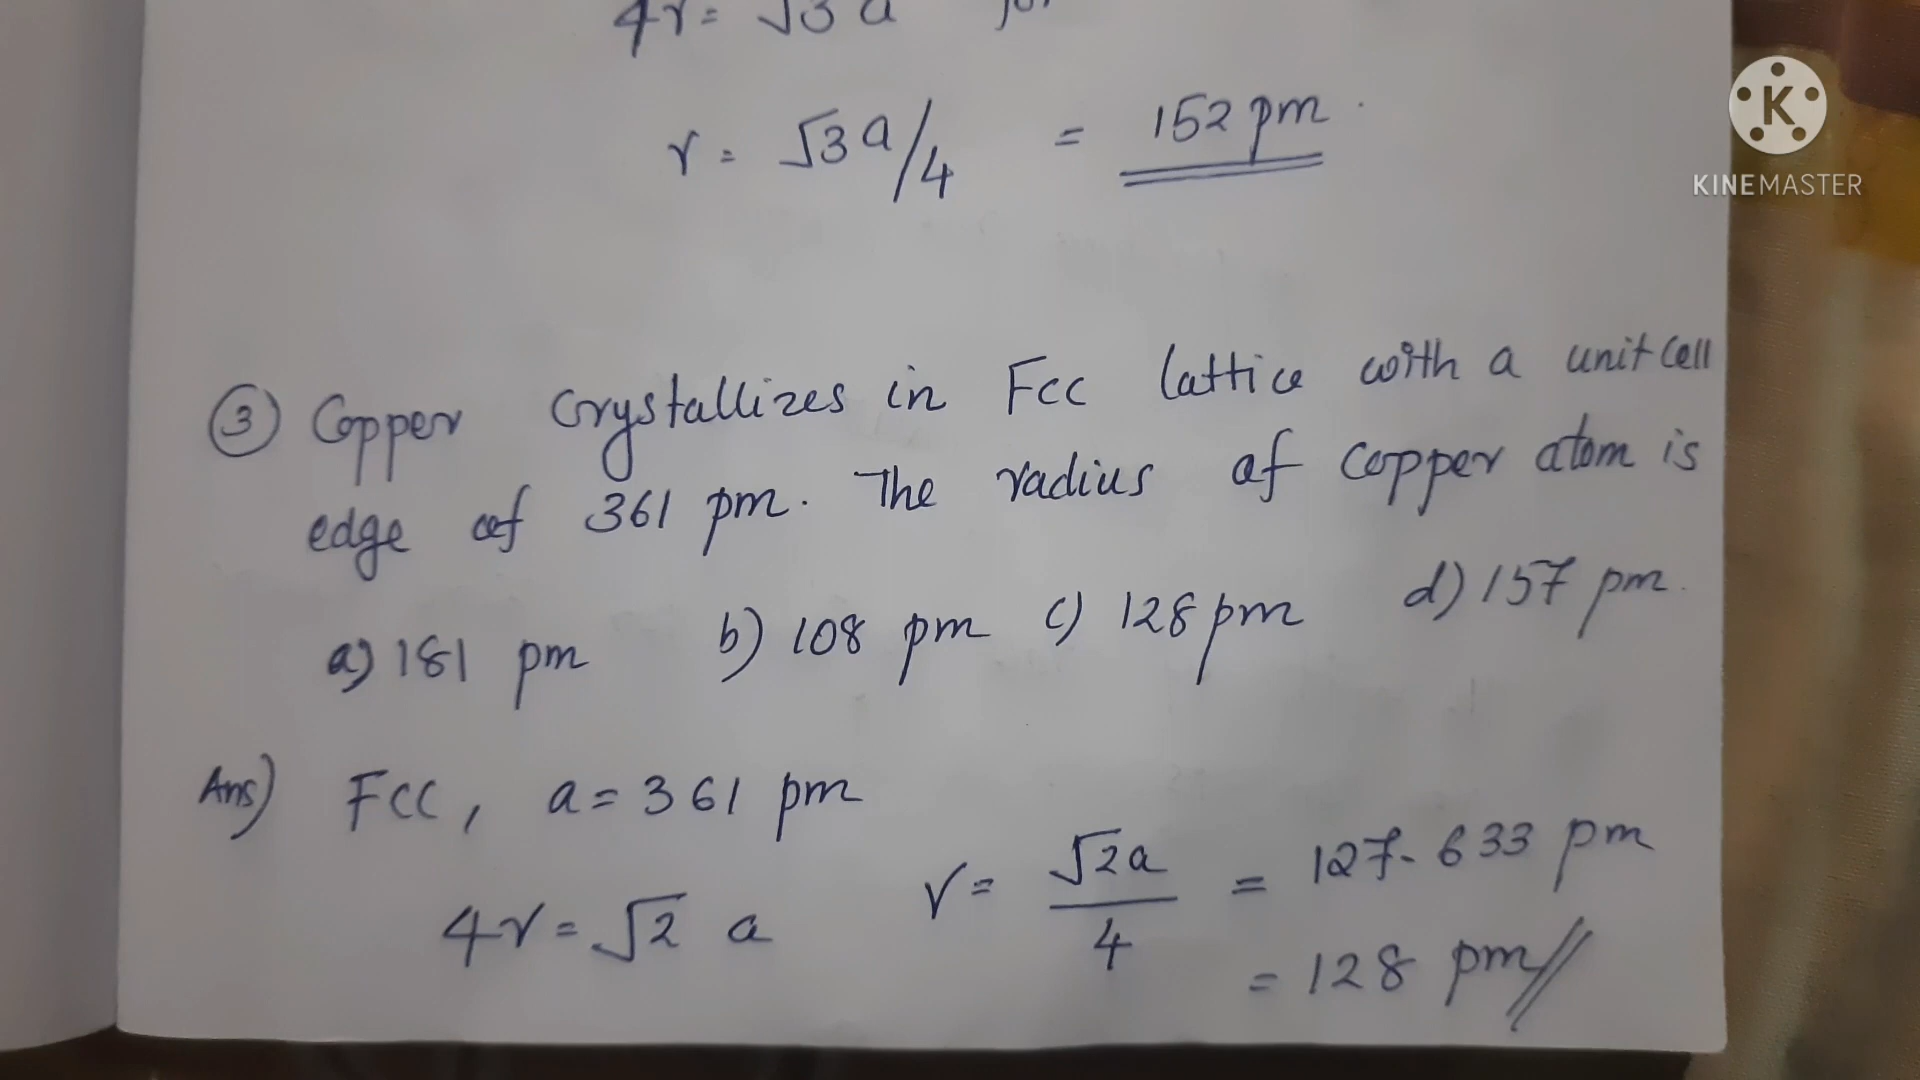 4r = √3 a
r = √3 a/4 = 152 pm.
K
KINEMASTER
③ Copper Crystallizes in Fcc lattice with a unit cell
edge of 361 pm. The radius of copper atom is
a) 181 pm b) 108 pm c) 128 pm d) 157 pm.
Ans) FCC, a = 361 pm
4r = √2 a r = √2a/4 = 127.633 pm
= 128 pm//